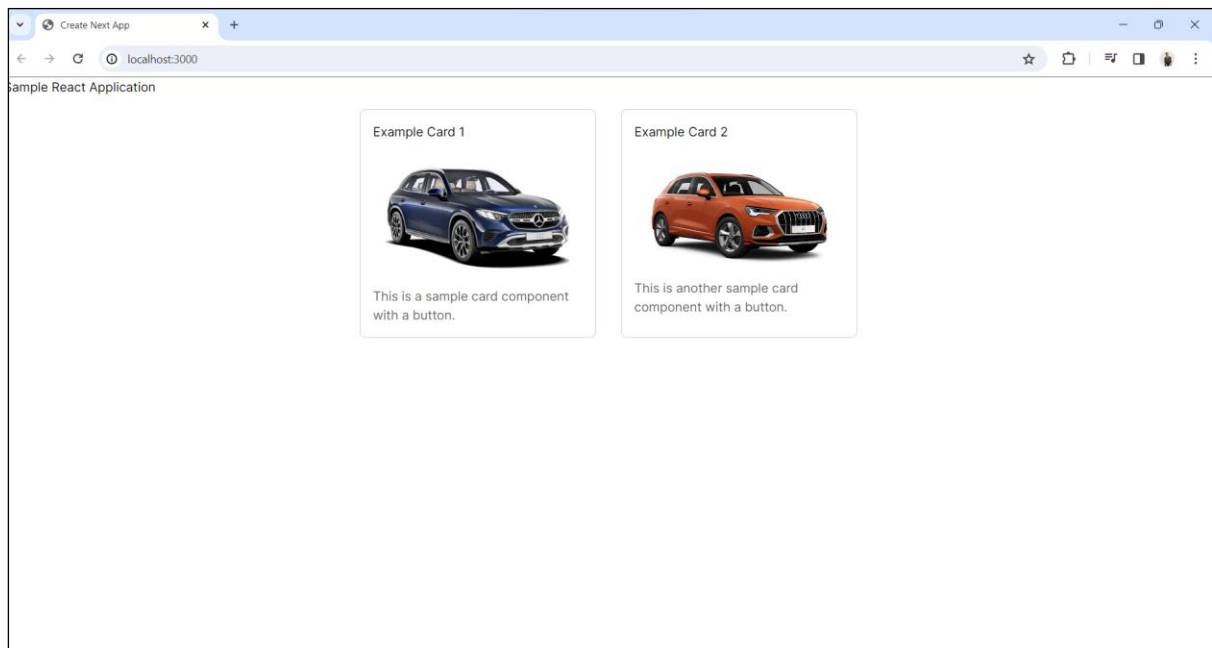 Create Next App
localhost:3000
Sample React Application
Example Card 1
Example Card 2
This is a sample card component
with a button.
This is another sample card
component with a button.